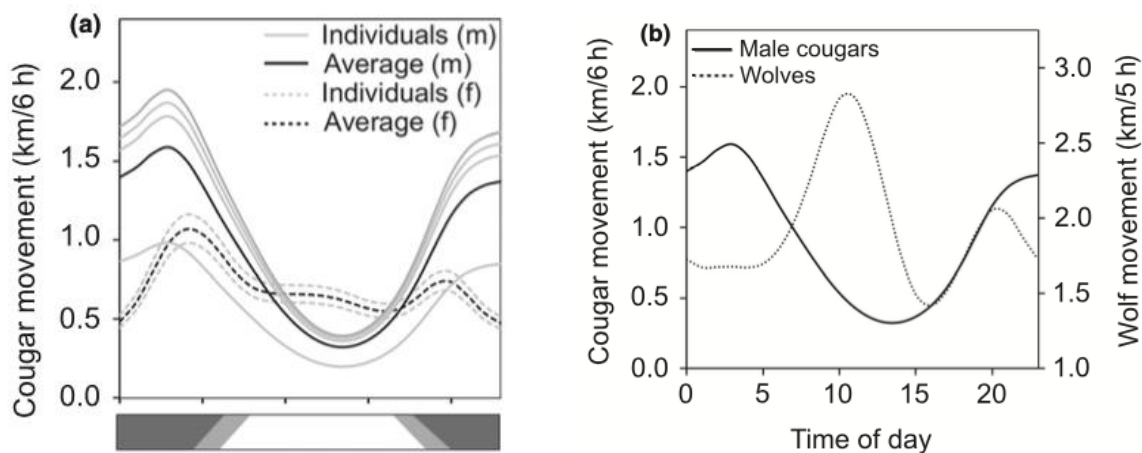 (a)
Individuals (m)
Average (m)
Individuals (f)
Average (f)
Cougar movement (km/6 h)
2.0
1.5
1.0
0.5
0.0
(b)
Male cougars
Wolves
Cougar movement (km/6 h)
2.0
1.5
1.0
0.5
0.0
Wolf movement (km/5 h)
3.0
2.5
2.0
1.5
1.0
0 5 10 15 20
Time of day